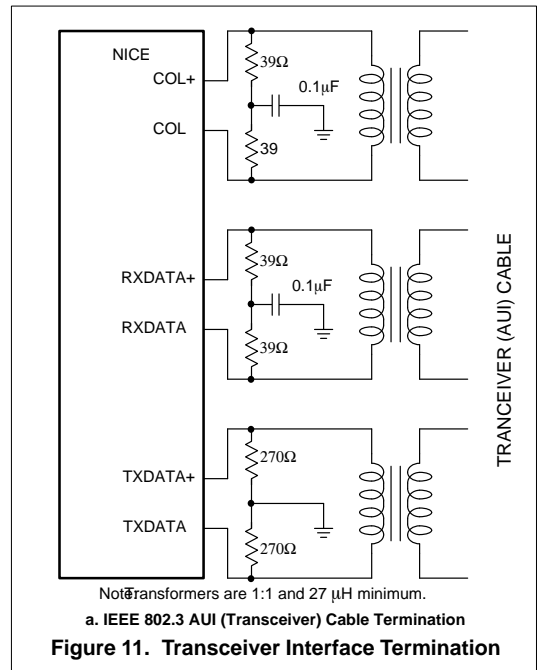 NICE
COL+
39Ω
0.1µF
COL
39
RXDATA+
39Ω
0.1µF
RXDATA
39Ω
TXDATA+
270Ω
TXDATA
270Ω
TRANCEIVER (AUI) CABLE
Note:Transformers are 1:1 and 27 µH minimum.
a. IEEE 802.3 AUI (Transceiver) Cable Termination
Figure 11. Transceiver Interface Termination